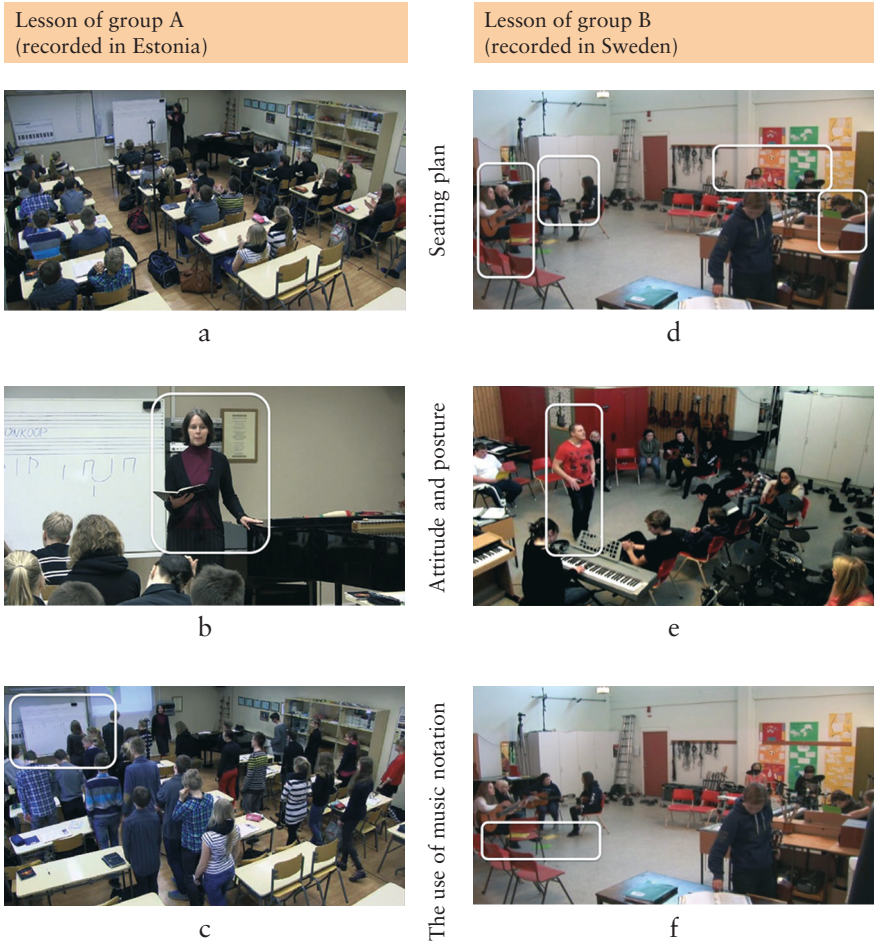 Lesson of group A
(recorded in Estonia)
Lesson of group B
(recorded in Sweden)
Seating plan
a
d
Attitude and posture
b
e
The use of music notation
c
f